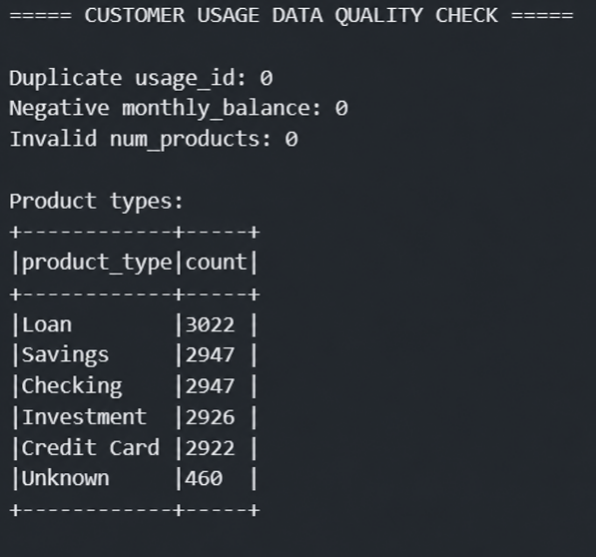 ===== CUSTOMER USAGE DATA QUALITY CHECK =====
Duplicate usage_id: 0
Negative monthly_balance: 0
Invalid num_products: 0
Product types:
+------------+-----+
|product_type|count|
+------------+-----+
|Loan        |3022 |
|Savings     |2947 |
|Checking    |2947 |
|Investment  |2926 |
|Credit Card |2922 |
|Unknown     |460  |
+------------+-----+